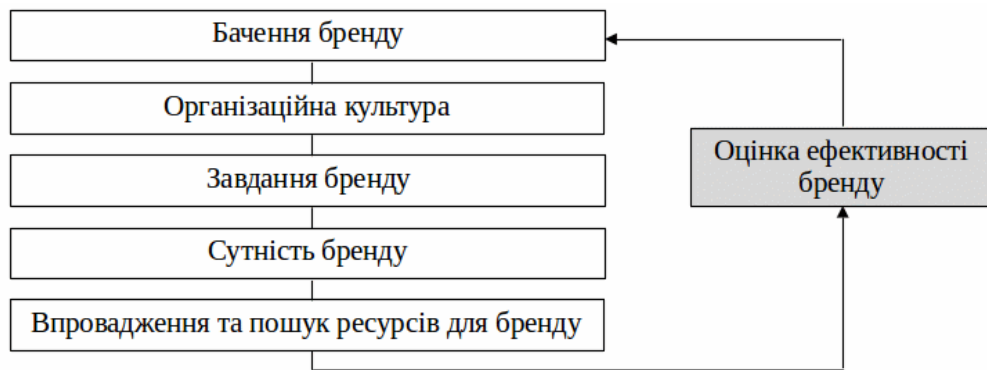 Бачення бренду
Організаційна культура
Завдання бренду
Сутність бренду
Впровадження та пошук ресурсів для бренду
Оцінка ефективності
бренду